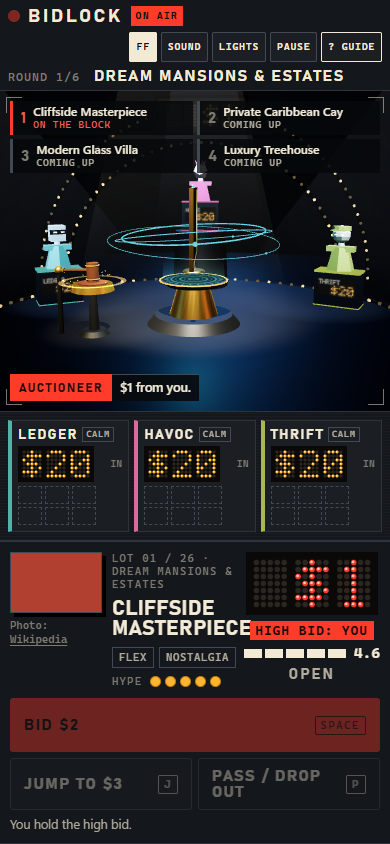 BIDLOCK ON AIR
FF SOUND LIGHTS PAUSE ? GUIDE
ROUND 1/6 DREAM MANSIONS & ESTATES
1 Cliffside Masterpiece
ON THE BLOCK
2 Private Caribbean Cay
COMING UP
3 Modern Glass Villa
COMING UP
4 Luxury Treehouse
COMING UP
$20
THRIFT
$20
AUCTIONEER $1 from you.
LEDGER CALM
$20 IN
HAVOC CALM
$20 IN
THRIFT CALM
$20 IN
Photo:
Wikipedia
LOT 01 / 26 ·
DREAM MANSIONS &
ESTATES
CLIFFSIDE
MASTERPIECE
FLEX NOSTALGIA
HYPE
$1
HIGH BID: YOU
4.6
OPEN
BID $2 SPACE
JUMP TO $3 J
PASS / DROP
OUT P
You hold the high bid.